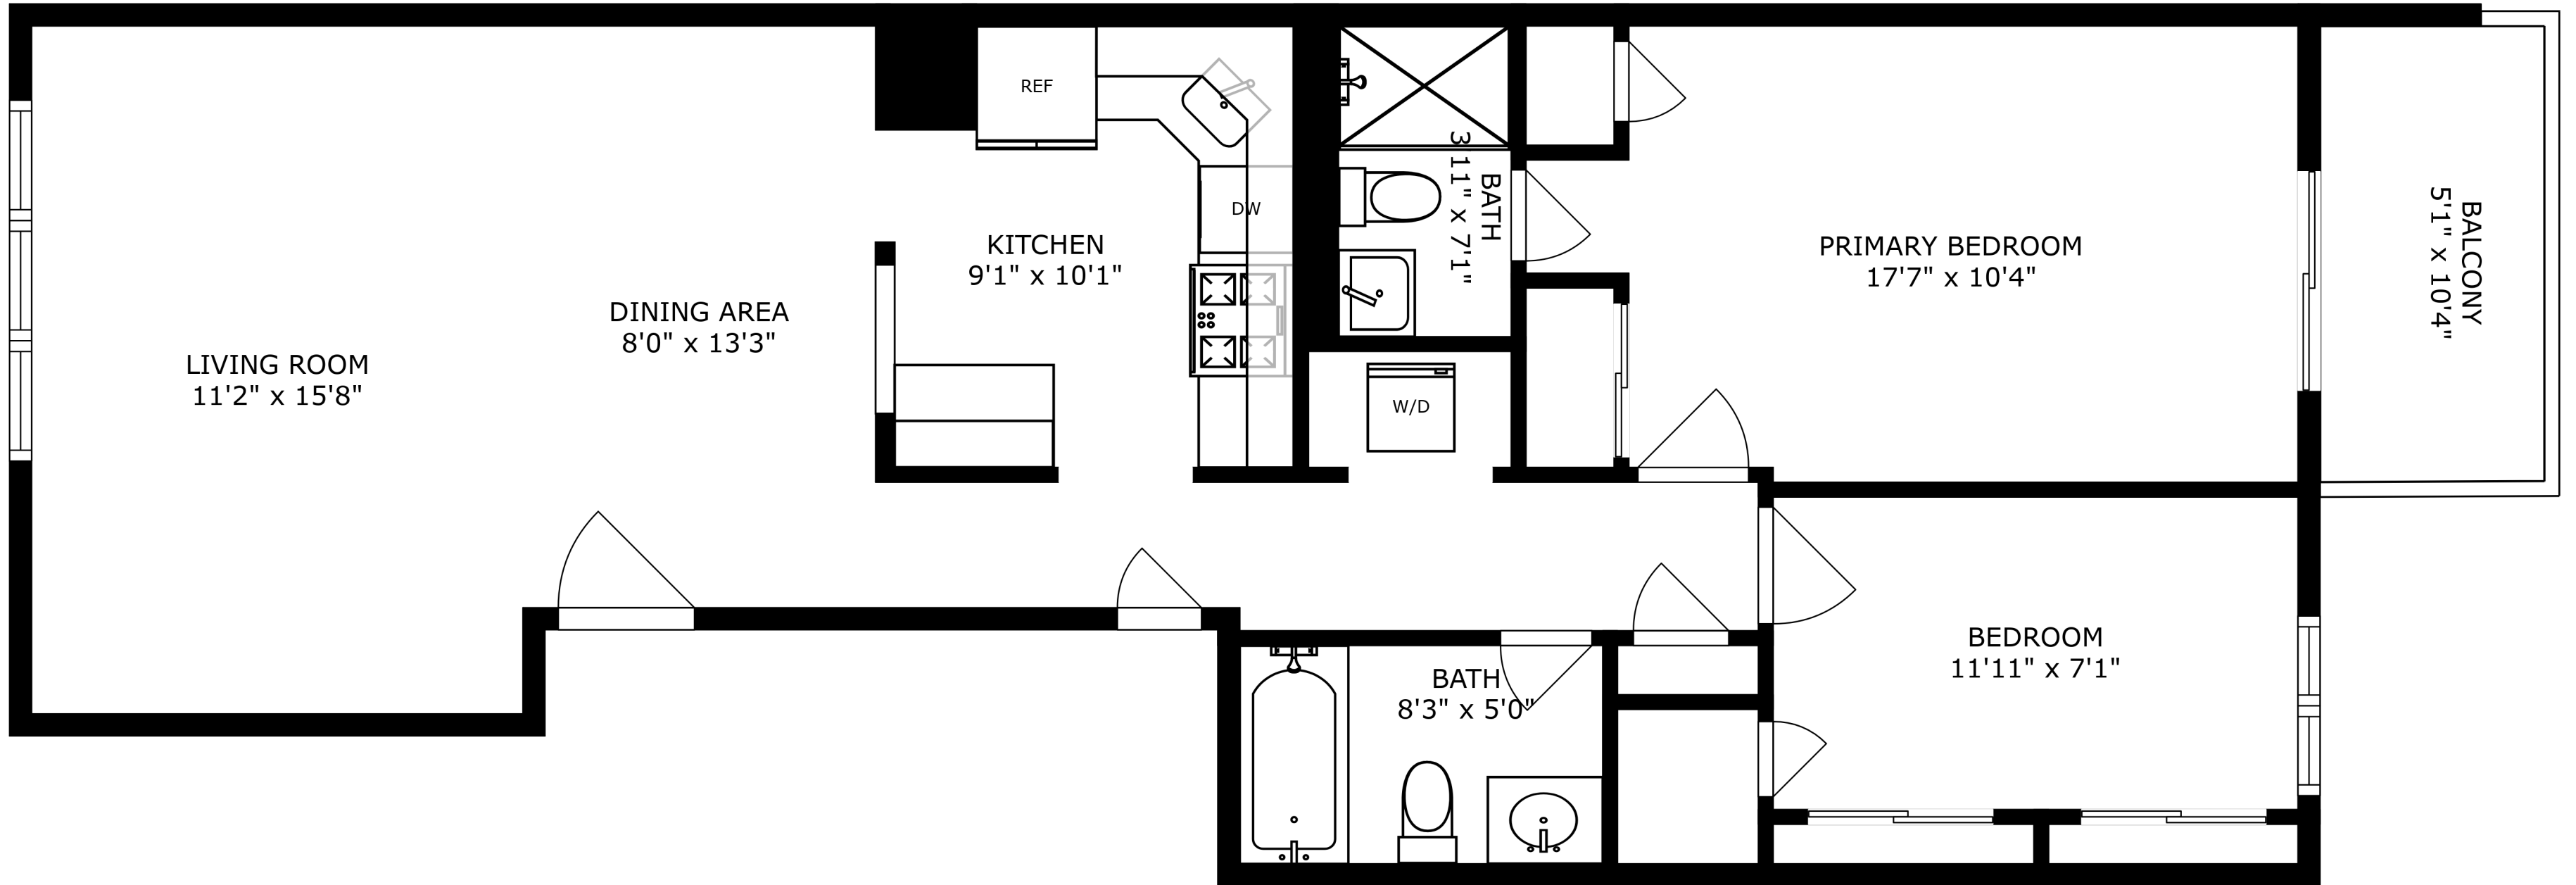 REF
DW
KITCHEN
9'1" x 10'1"
DINING AREA
8'0" x 13'3"
LIVING ROOM
11'2" x 15'8"
BATH
3'11" x 7'1"
W/D
PRIMARY BEDROOM
17'7" x 10'4"
BALCONY
5'1" x 10'4"
BATH
8'3" x 5'0"
BEDROOM
11'11" x 7'1"